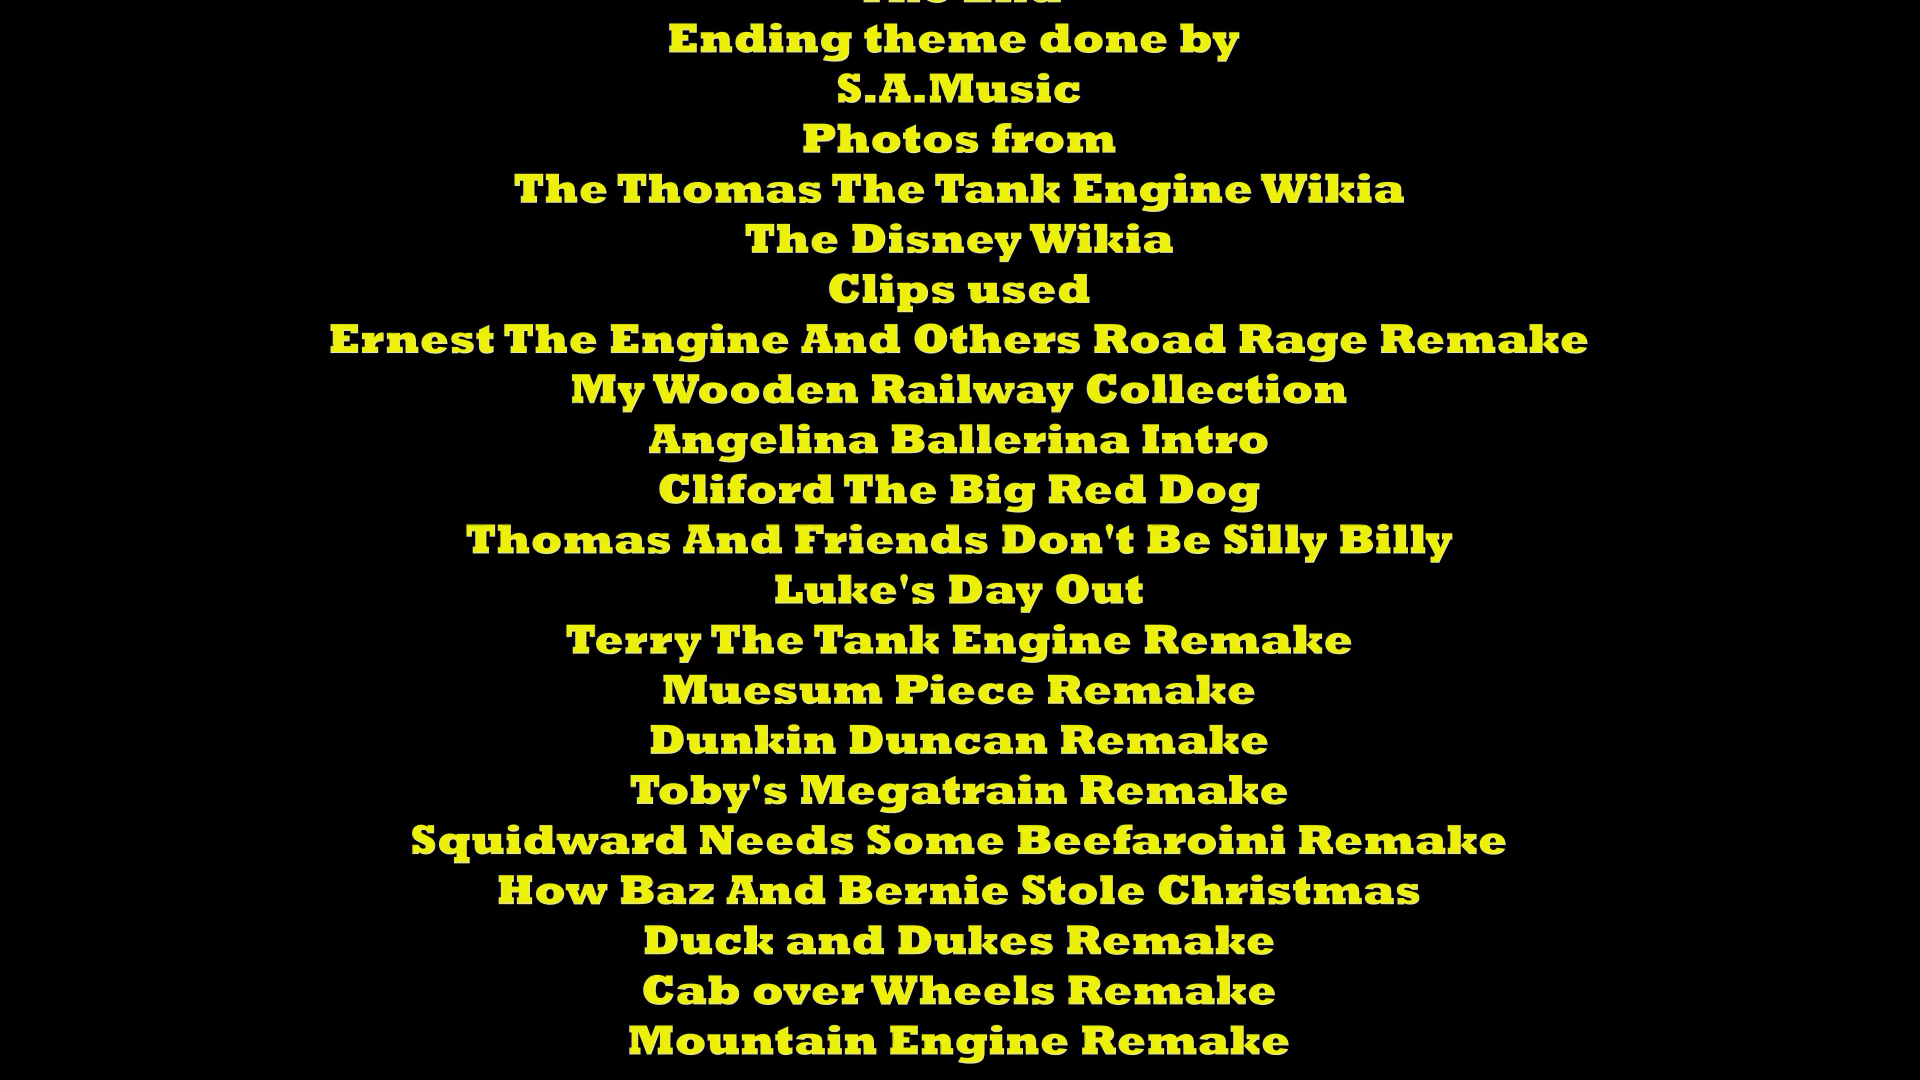 The End
Ending theme done by
S.A.Music
Photos from
The Thomas The Tank Engine Wikia
The Disney Wikia
Clips used
Ernest The Engine And Others Road Rage Remake
My Wooden Railway Collection
Angelina Ballerina Intro
Cliford The Big Red Dog
Thomas And Friends Don't Be Silly Billy
Luke's Day Out
Terry The Tank Engine Remake
Muesum Piece Remake
Dunkin Duncan Remake
Toby's Megatrain Remake
Squidward Needs Some Beefaroini Remake
How Baz And Bernie Stole Christmas
Duck and Dukes Remake
Cab over Wheels Remake
Mountain Engine Remake